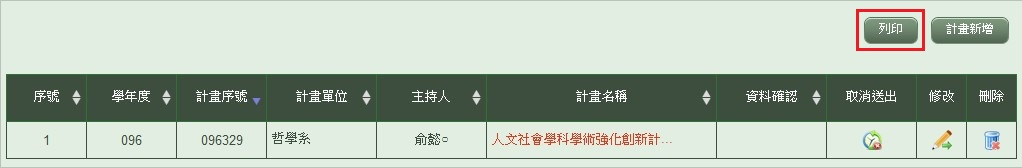 列印 計畫新增
序號 學年度 計畫序號 計畫單位 主持人 計畫名稱 資料確認 取消送出 修改 刪除
1 096 096329 哲學系 俞懿○ 人文社會學科學術強化創新計...